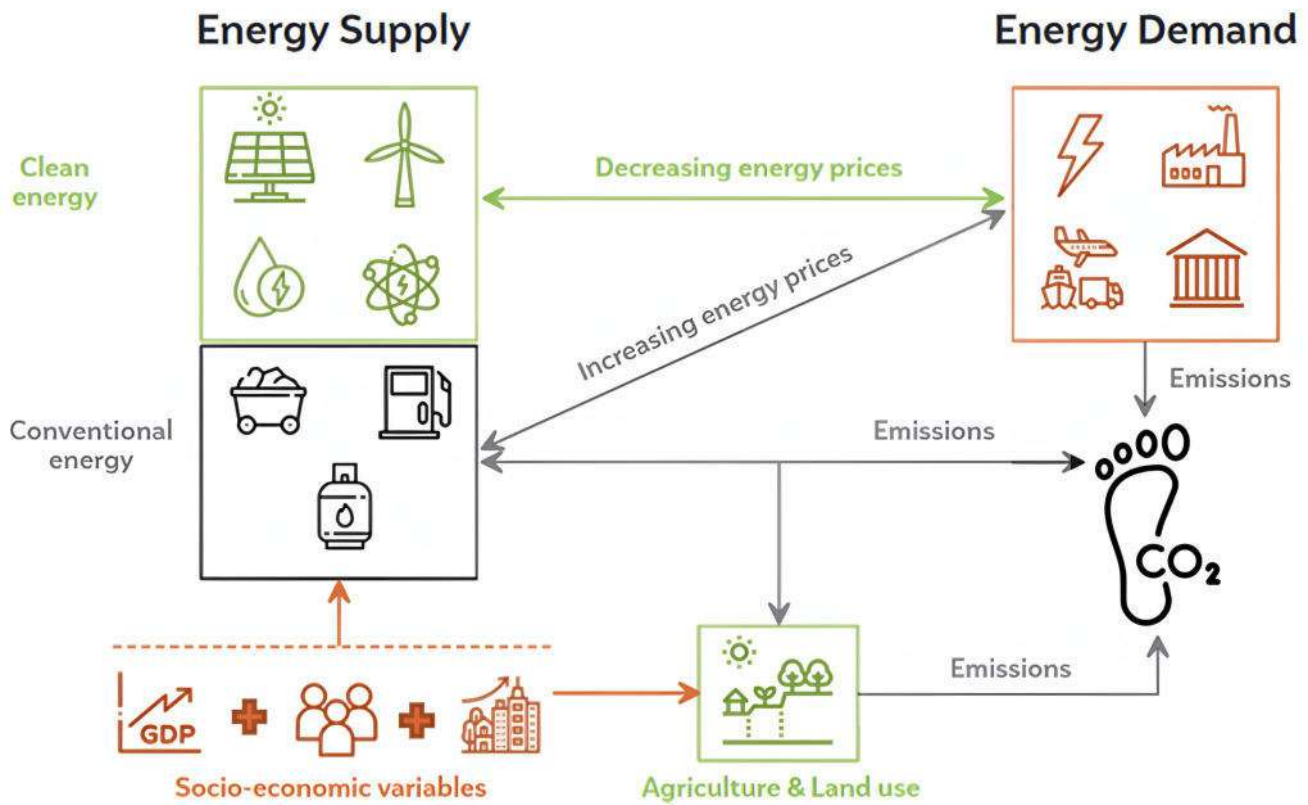 Energy Supply
Energy Demand
Clean
energy
Decreasing energy prices
Increasing energy prices
Emissions
Conventional
energy
Emissions
CO₂
Emissions
GDP
Socio-economic variables
Agriculture & Land use